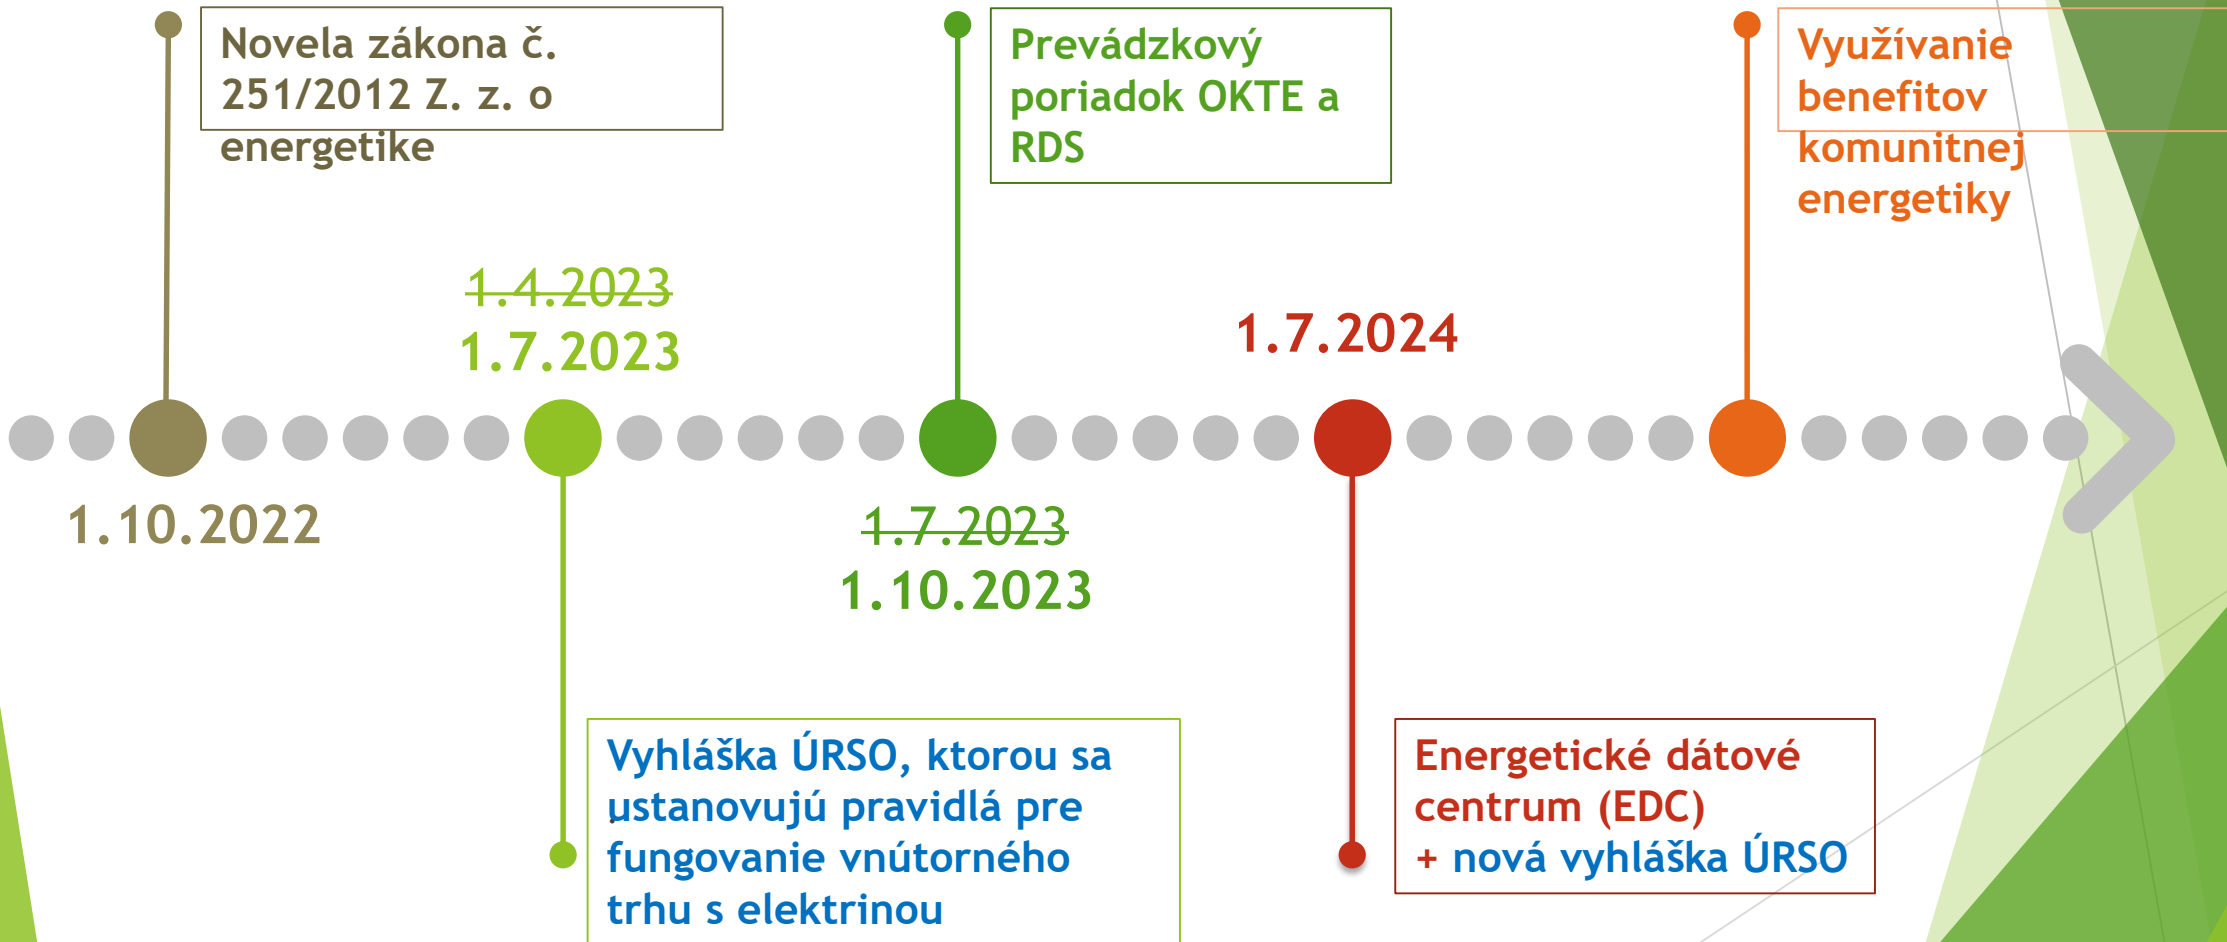 Novela zákona č.
251/2012 Z. z. o
energetike
1.10.2022
1.4.2023
1.7.2023
Vyhláška ÚRSO, ktorou sa
ustanovujú pravidlá pre
fungovanie vnútorného
trhu s elektrinou
.
Prevádzkový
poriadok OKTE a
RDS
1.7.2023
1.10.2023
1.7.2024
Energetické dátové
centrum (EDC)
+ nová vyhláška ÚRSO
Využívanie
benefitov
komunitnej
energetiky